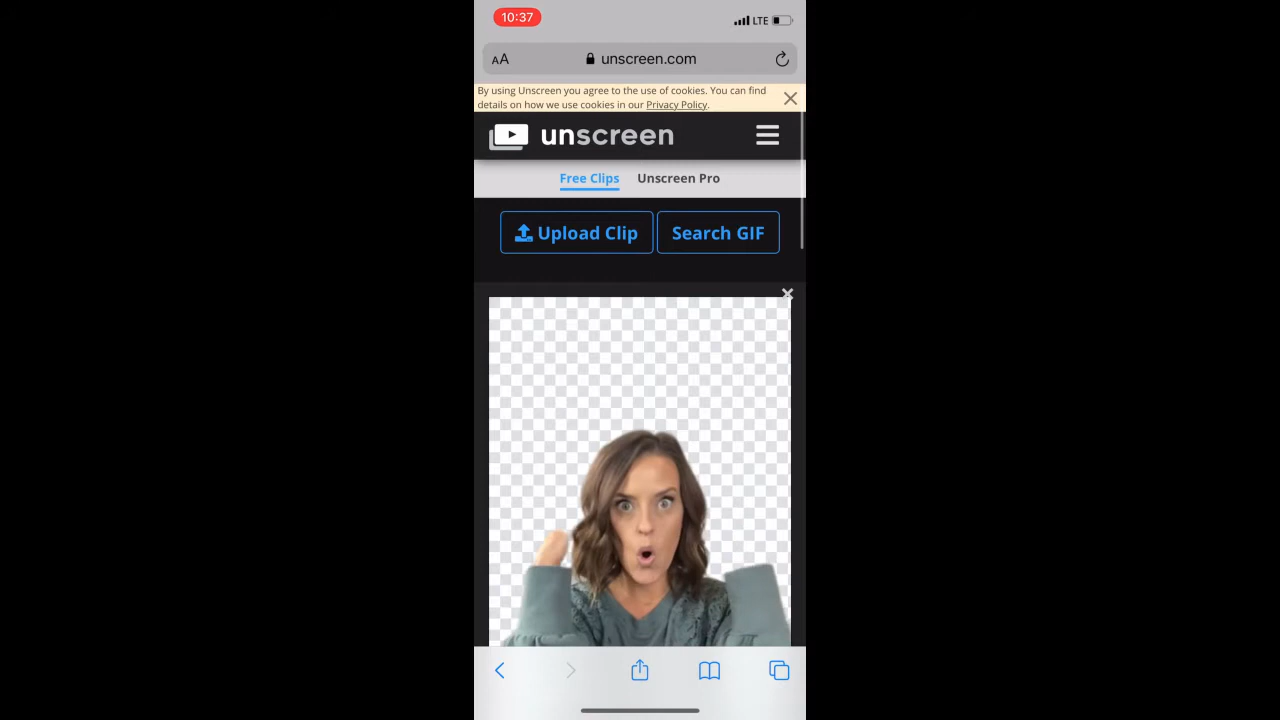 10:37
LTE
AA
unscreen.com
By using Unscreen you agree to the use of cookies. You can find
details on how we use cookies in our Privacy Policy.
unscreen
Free Clips Unscreen Pro
Upload Clip Search GIF